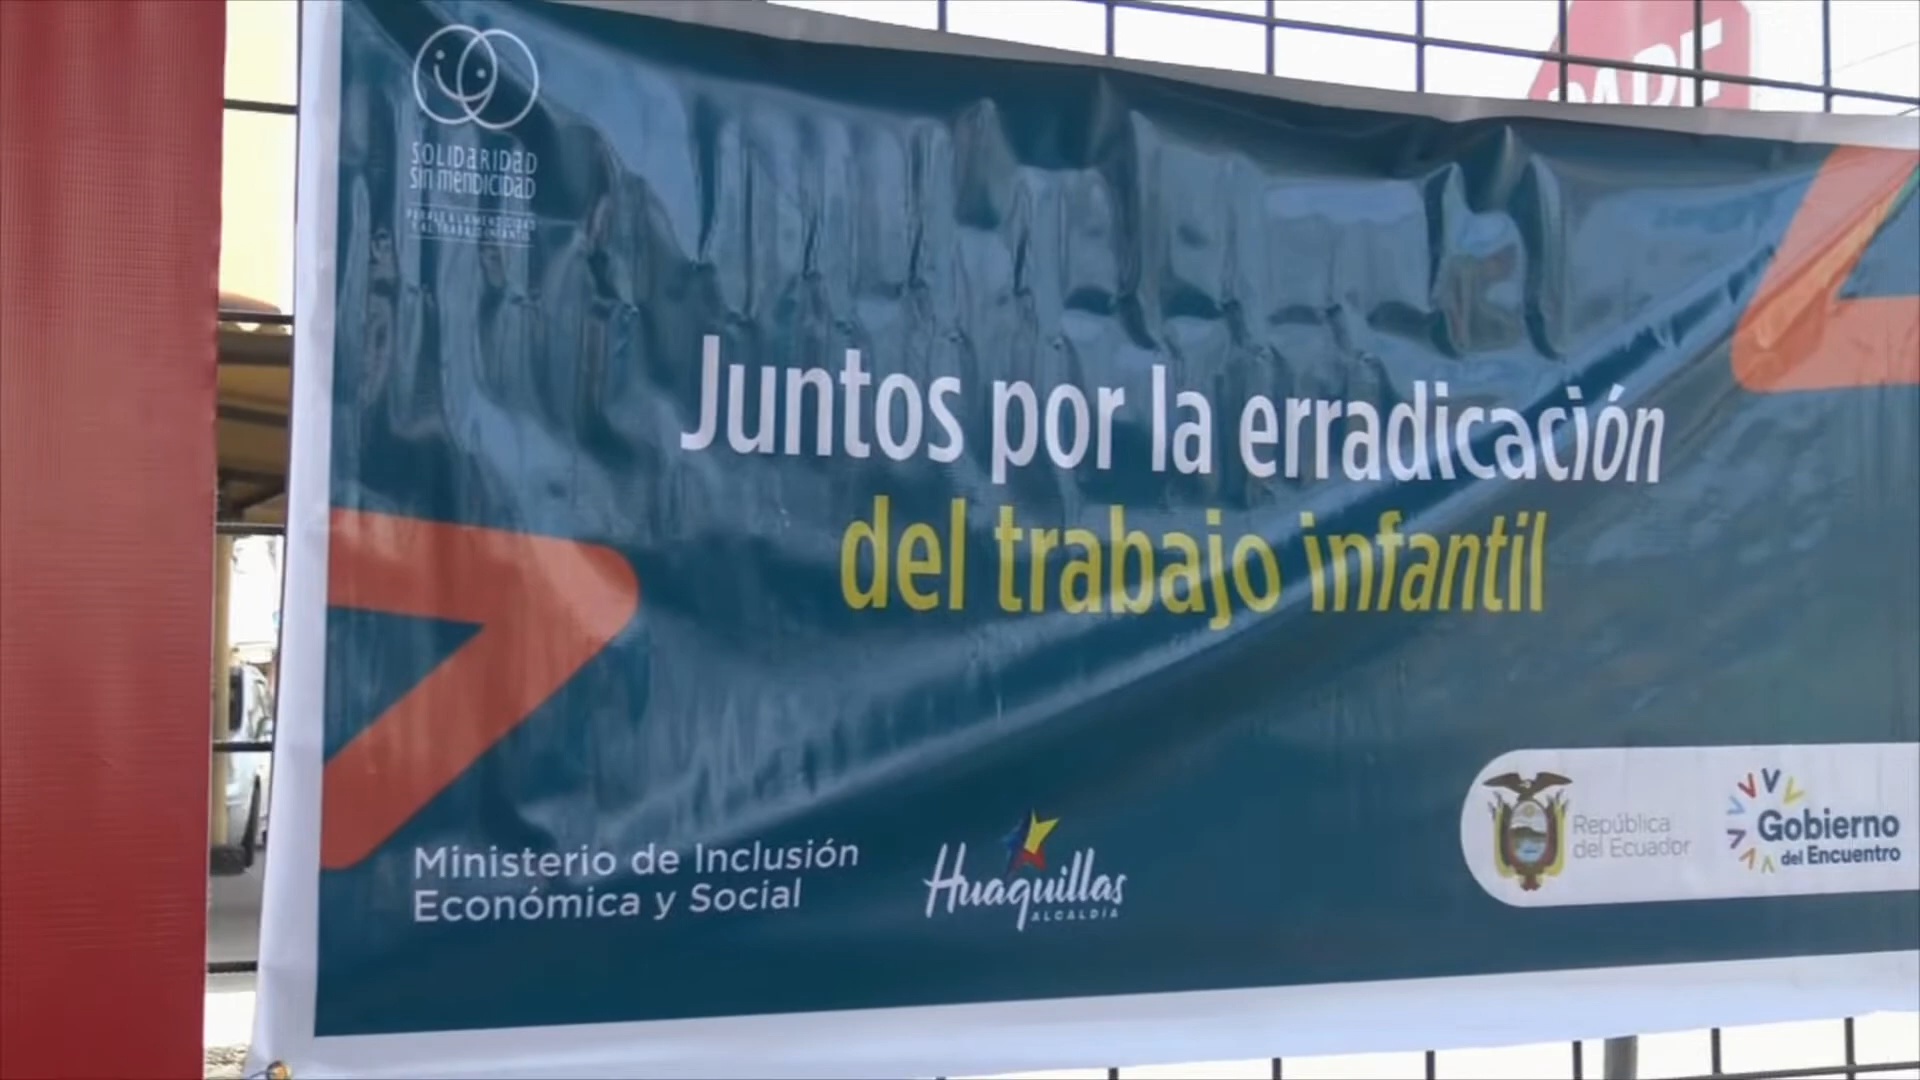 SOLIDARIDAD
sin mendicidad
Juntos por la erradicación
del trabajo infantil
Ministerio de Inclusión
Económica y Social
Huaquillas
ALCALDÍA
República
del Ecuador
Gobierno
del Encuentro